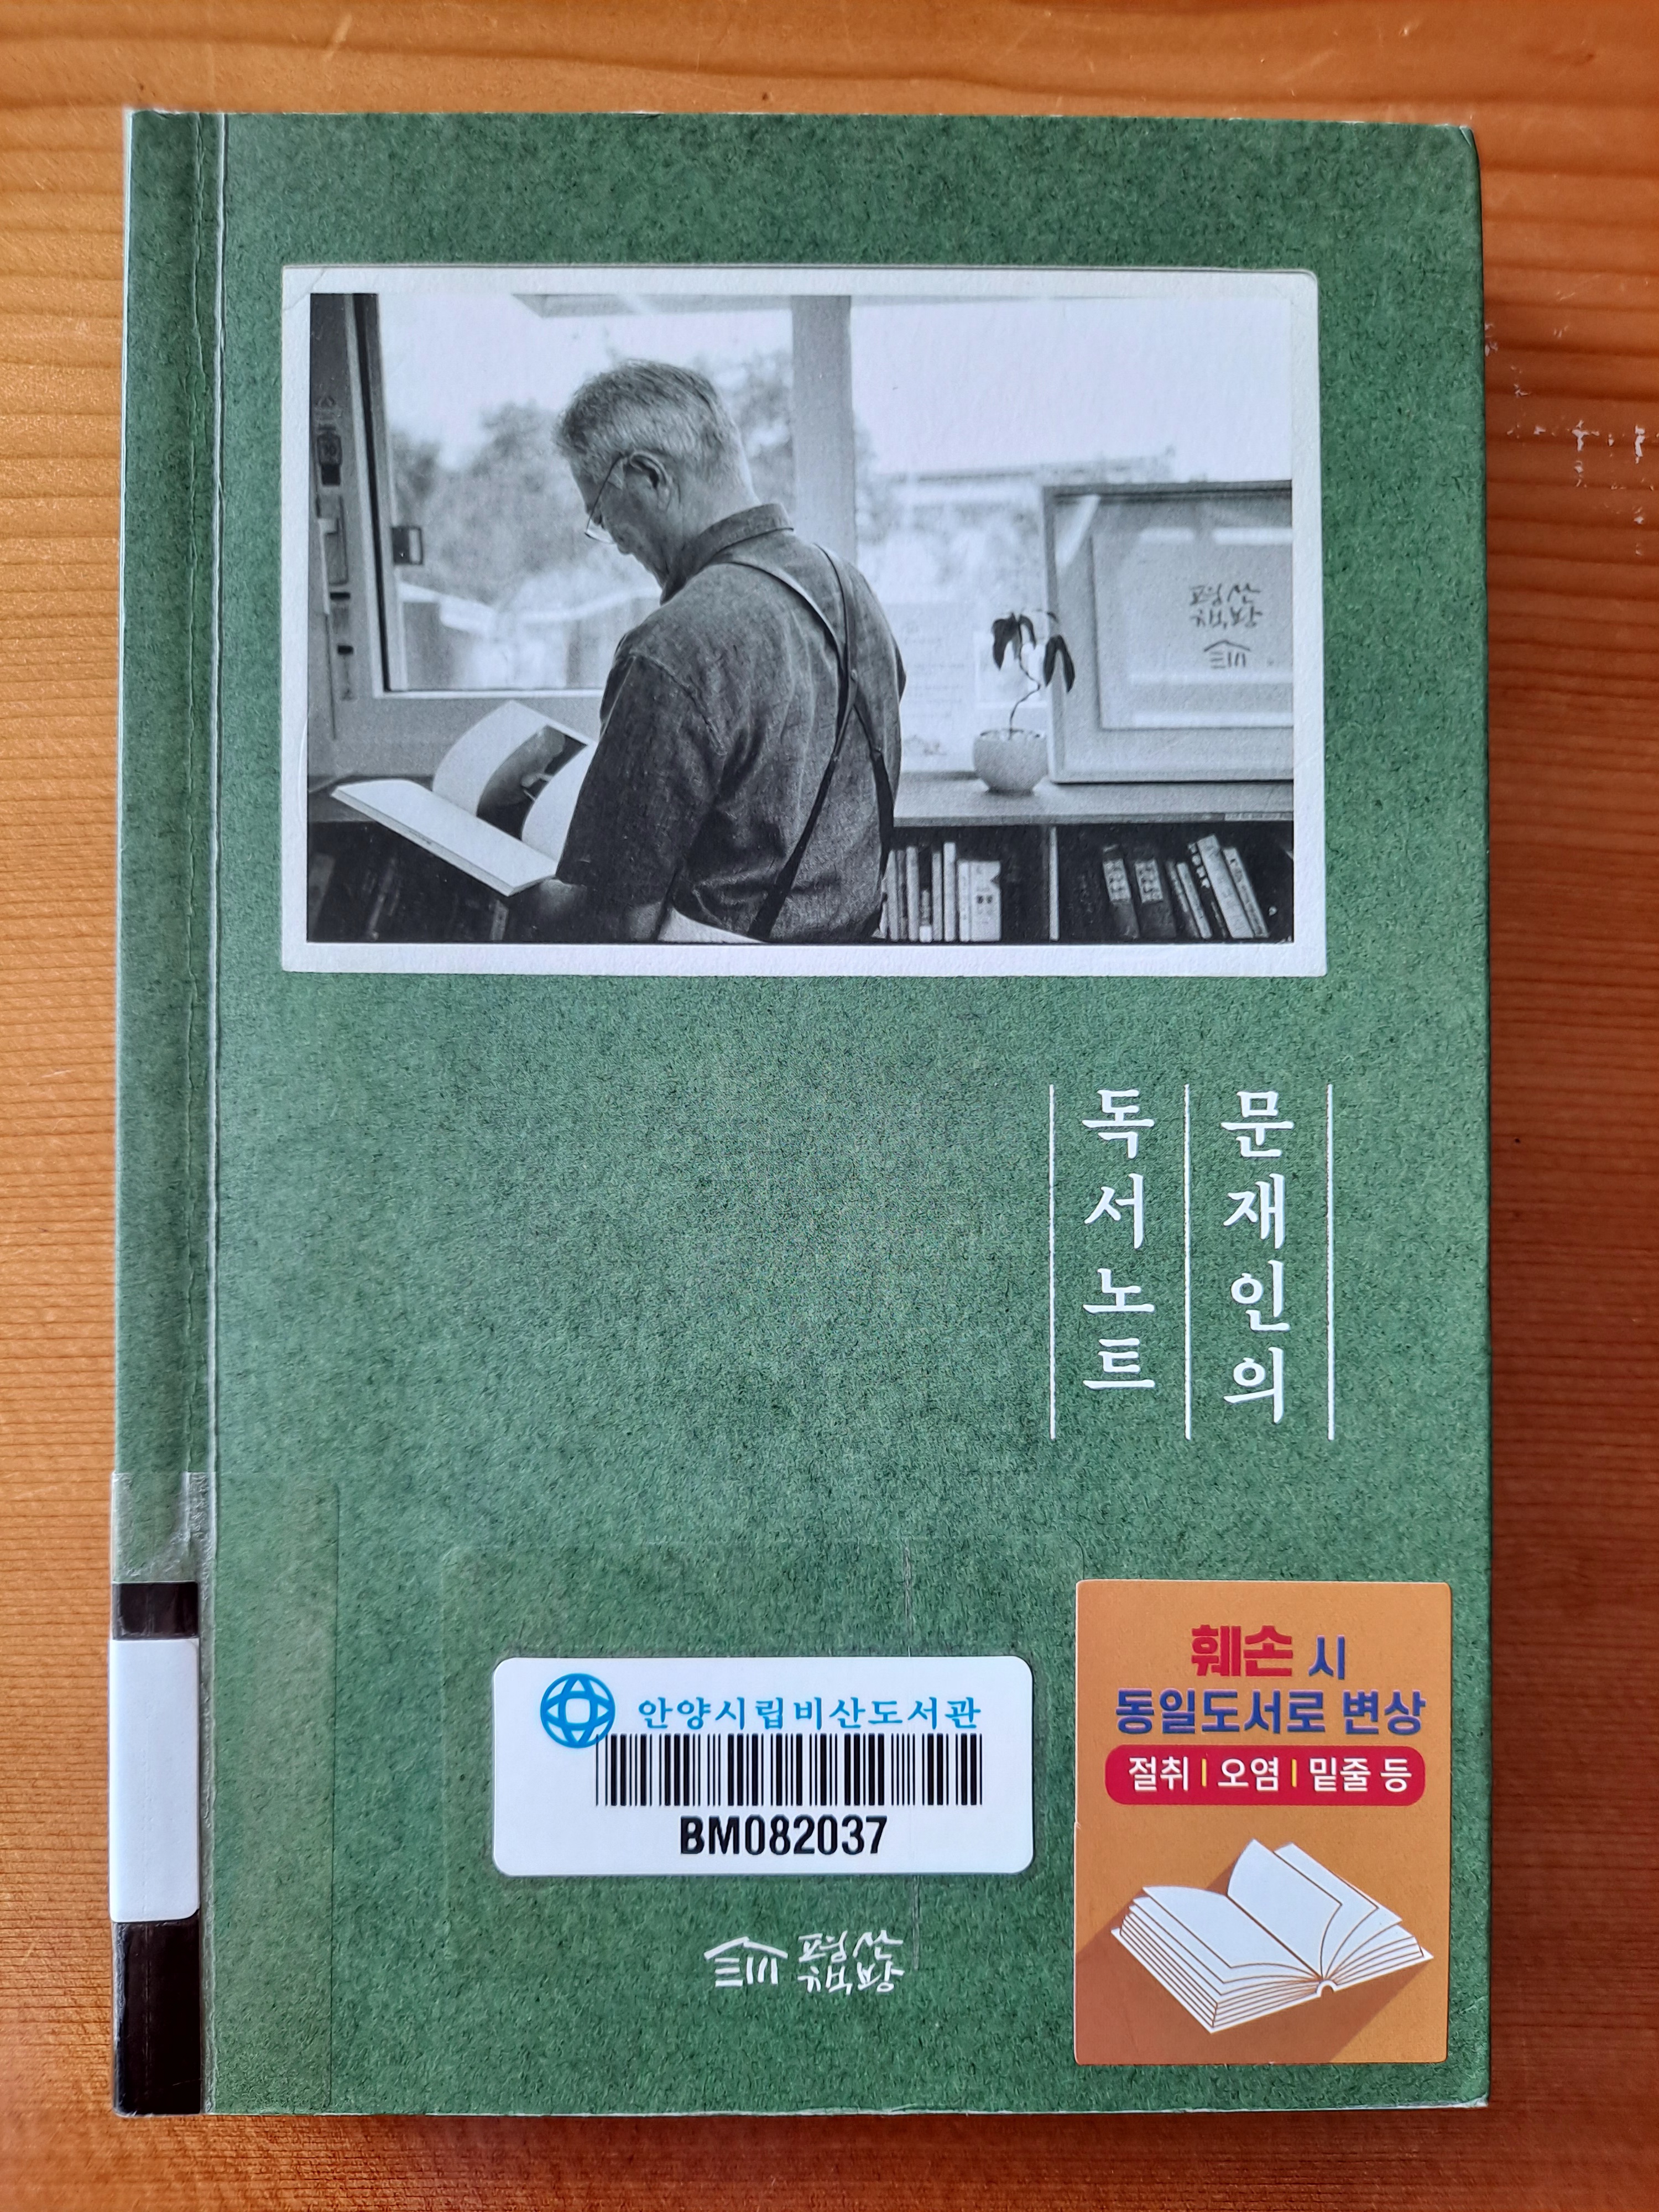 평산
책방
문재인의
독서노트
안양시립비산도서관
BM082037
훼손 시
동일도서로 변상
절취 | 오염 | 밑줄 등
평산
책방